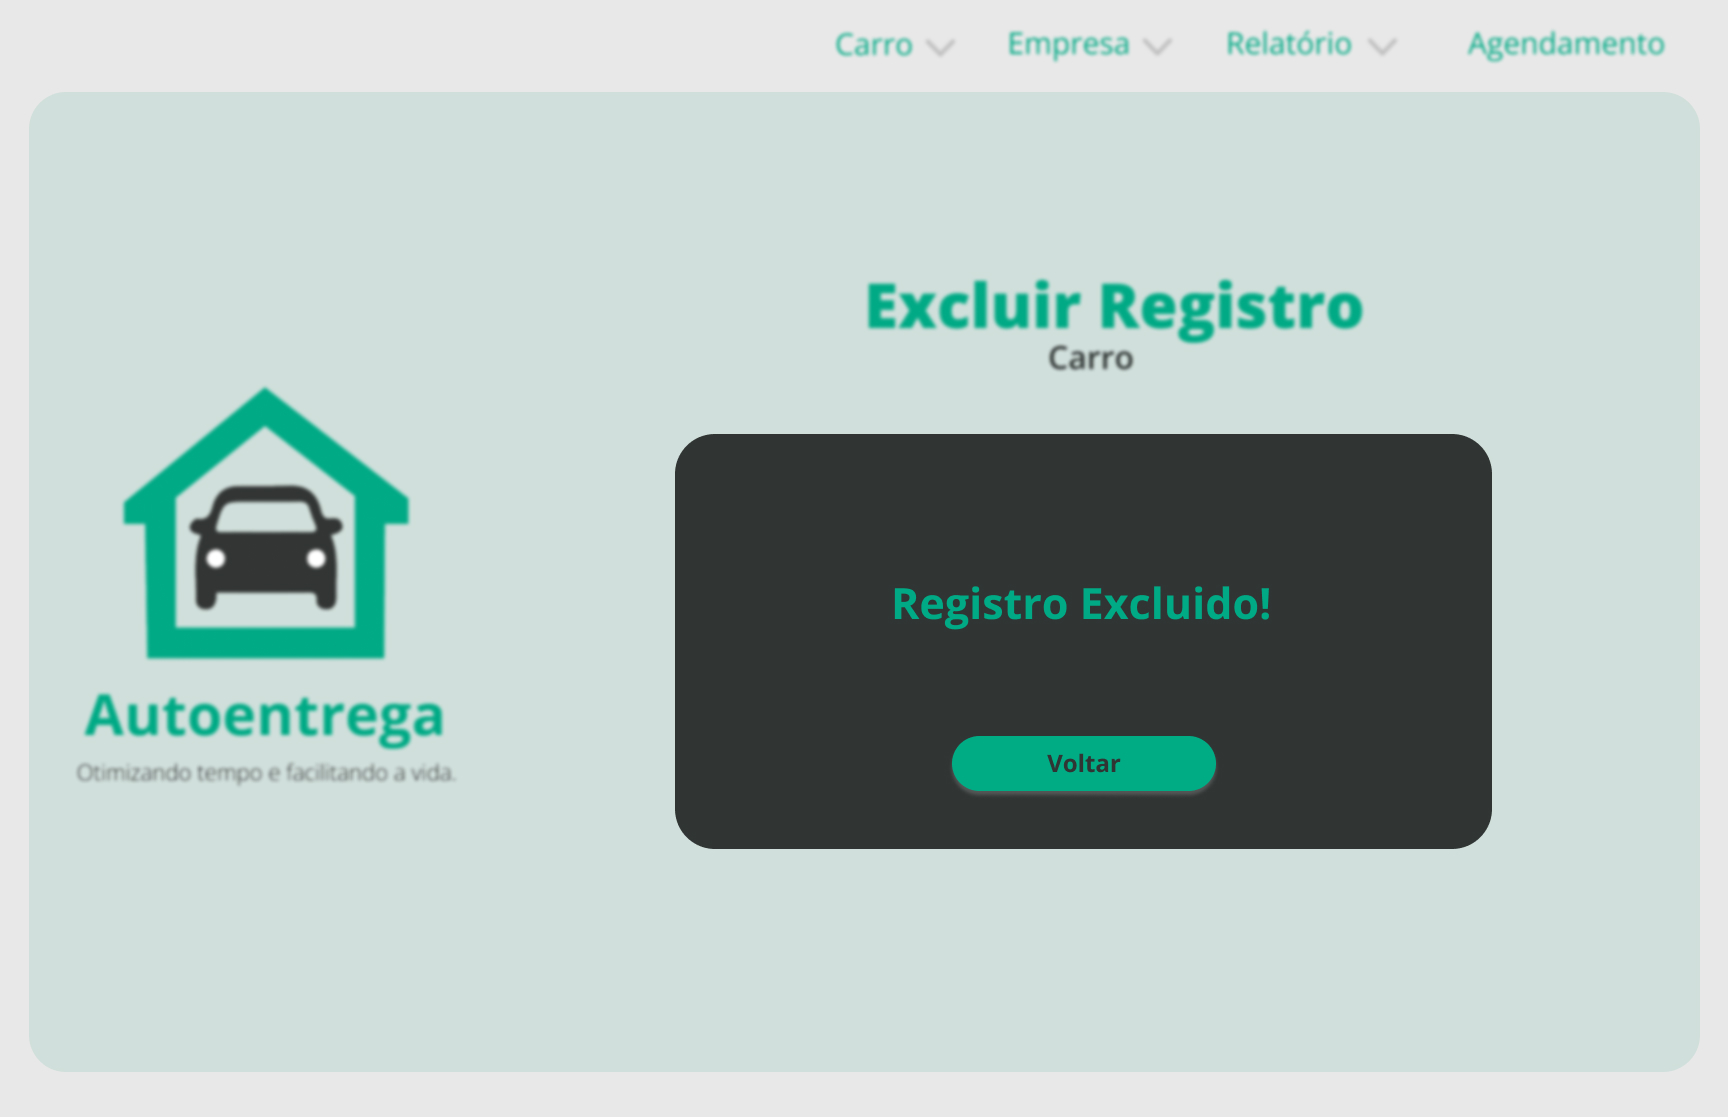 Carro Empresa Relatório Agendamento
Excluir Registro
Carro
Registro Excluido!
Voltar
Autoentrega
Otimizando tempo e facilitando a vida.